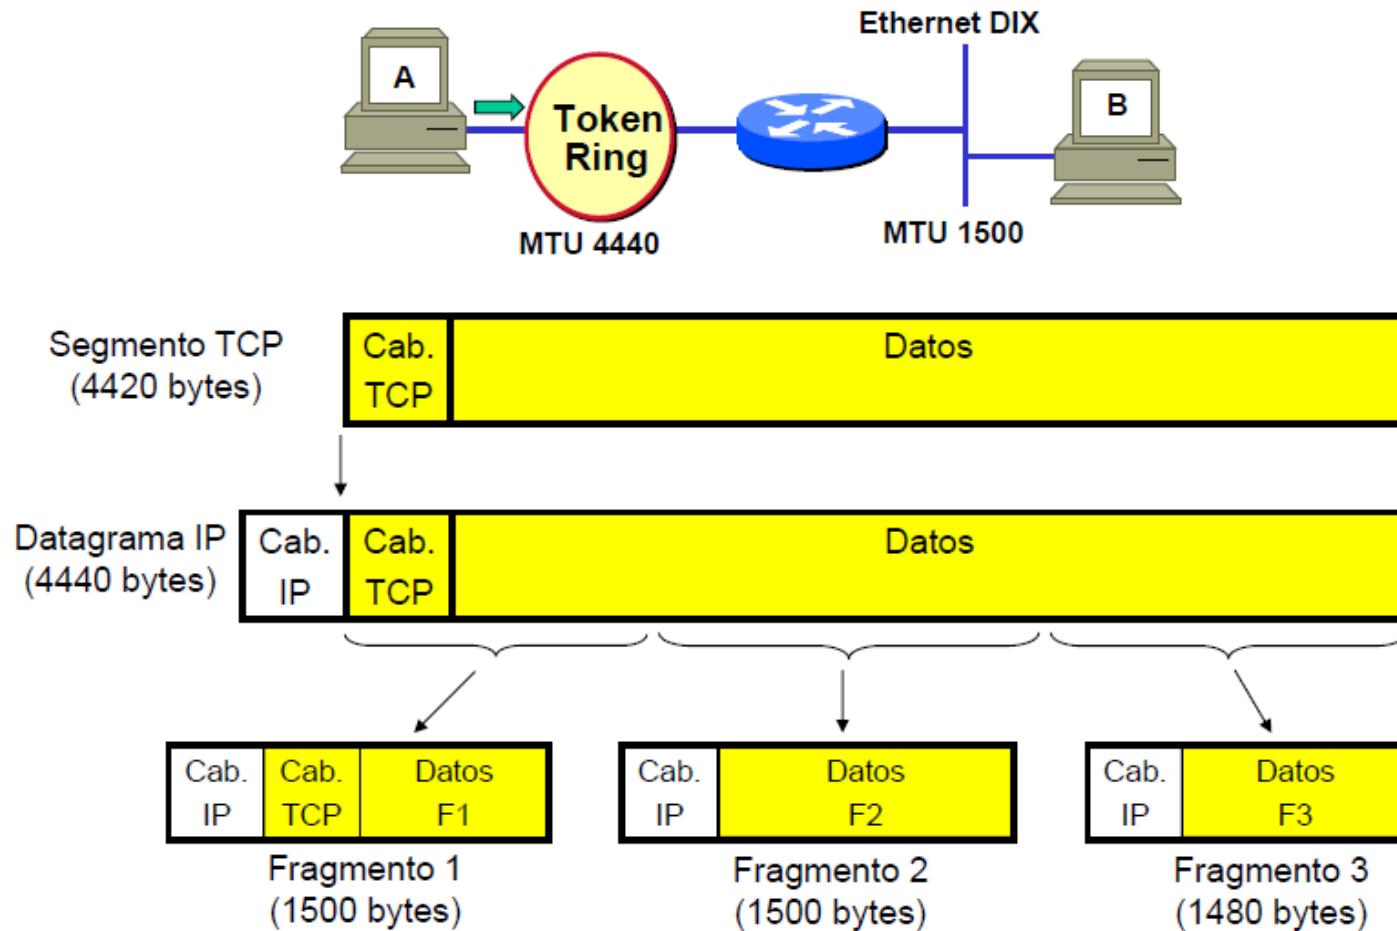 Ethernet DIX
A
B
Token
Ring
MTU 4440
MTU 1500
Segmento TCP
(4420 bytes)
Cab.
TCP
Datos
Datagrama IP
(4440 bytes)
Cab.
IP
Cab.
TCP
Datos
Cab.
IP
Cab.
TCP
Datos
F1
Cab.
IP
Datos
F2
Cab.
IP
Datos
F3
Fragmento 1
(1500 bytes)
Fragmento 2
(1500 bytes)
Fragmento 3
(1480 bytes)